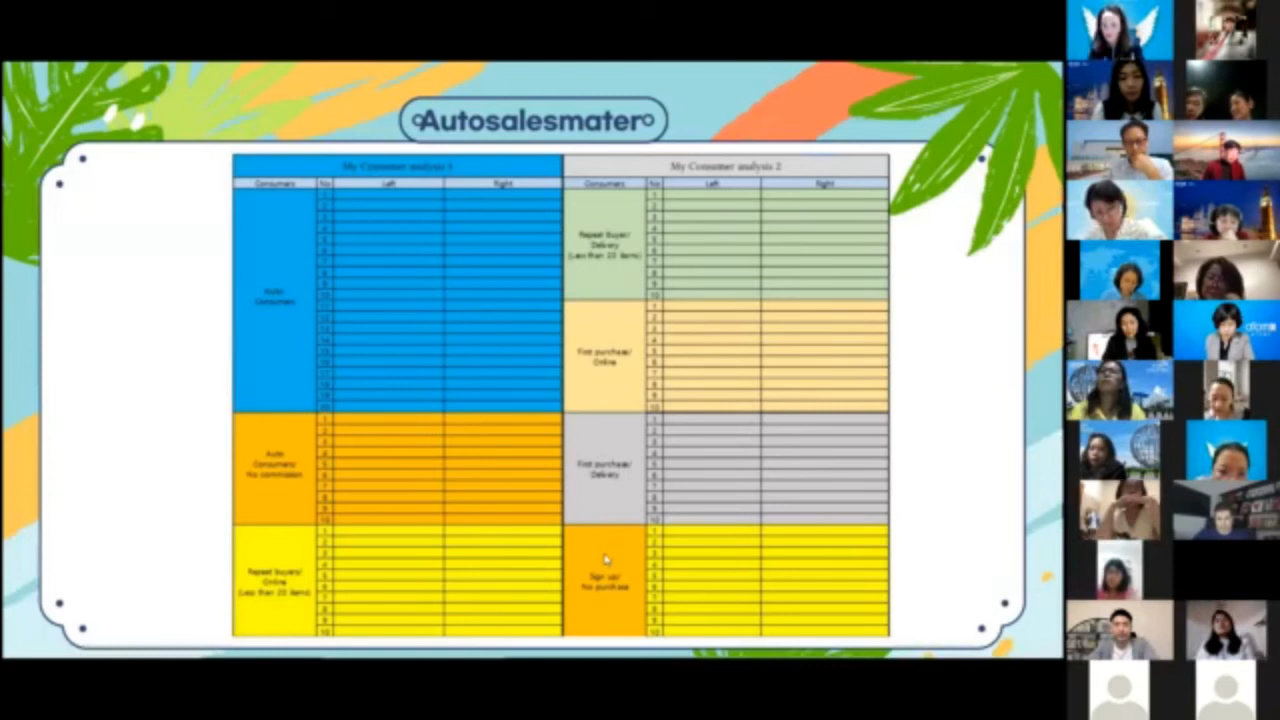 Autosalesmater
My Consumer analysis 1
My Consumer analysis 2
Consumers No Left Right
Consumers No Left Right
Auto
Consumers
Auto
Consumers/
No commission
Repeat buyers/
Online
(Less than 20 items)
Repeat buyer/
Delivery
(Less than 20 items)
First purchase/
Online
First purchase/
Delivery
Sign up/
No purchase